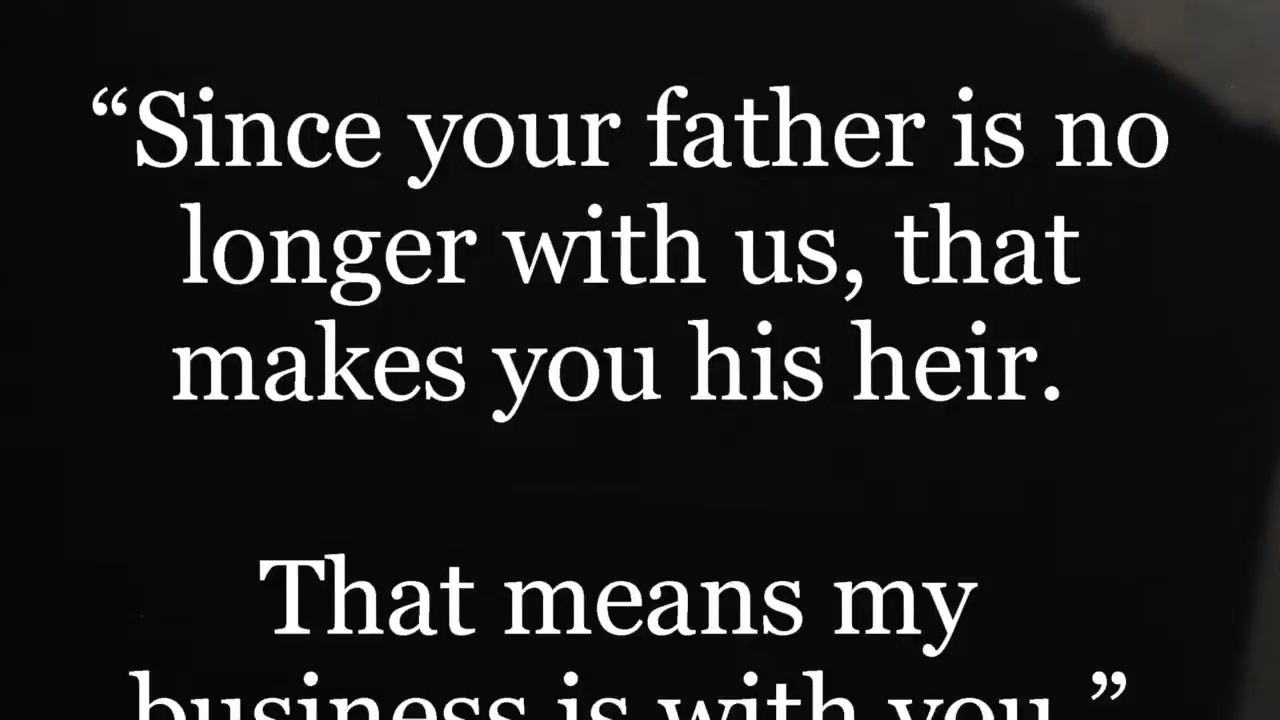 “Since your father is no
longer with us, that
makes you his heir.
That means my
business is with you.”